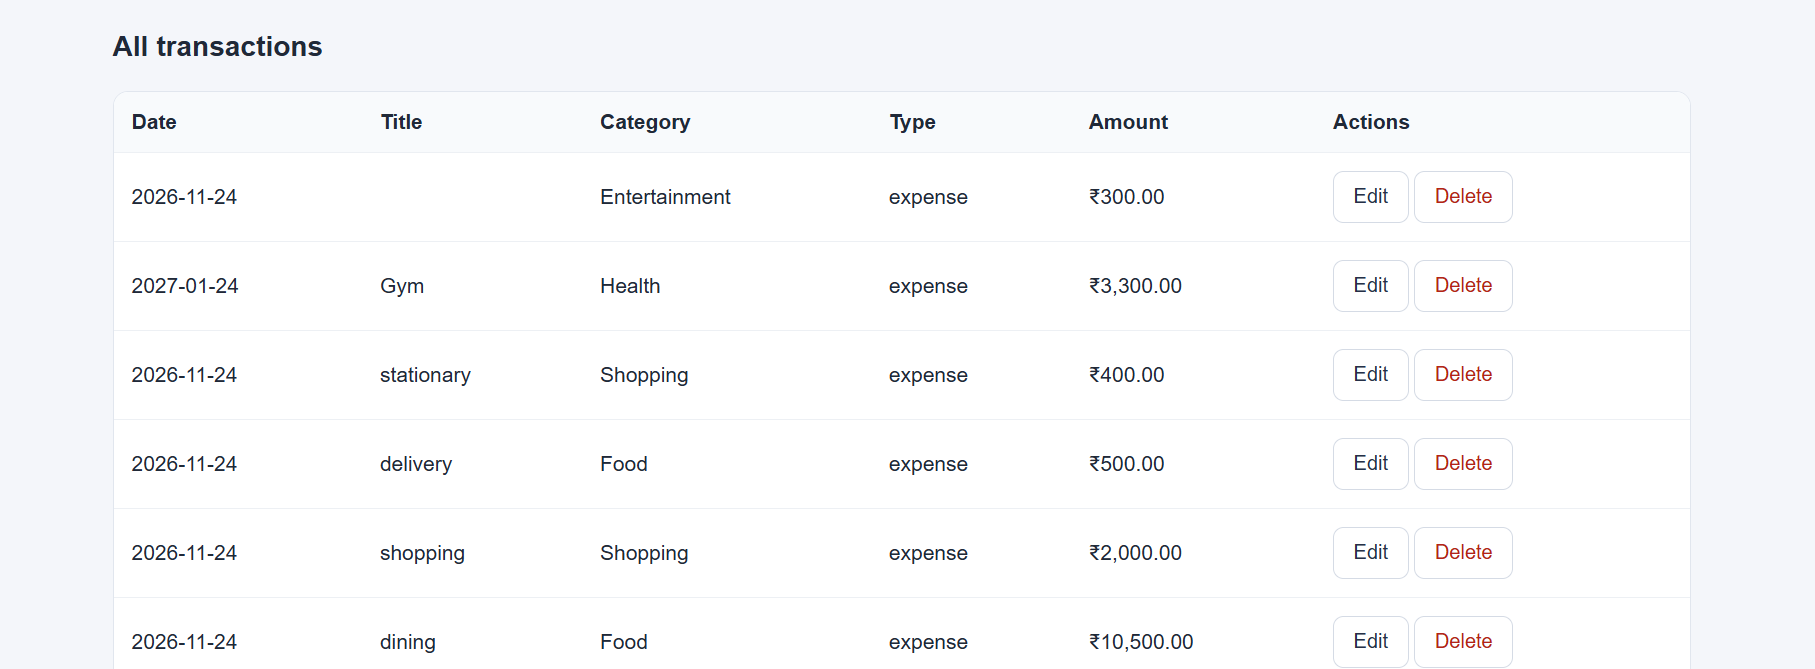 All transactions
Date Title Category Type Amount Actions
2026-11-24 Entertainment expense ₹300.00 Edit Delete
2027-01-24 Gym Health expense ₹3,300.00 Edit Delete
2026-11-24 stationary Shopping expense ₹400.00 Edit Delete
2026-11-24 delivery Food expense ₹500.00 Edit Delete
2026-11-24 shopping Shopping expense ₹2,000.00 Edit Delete
2026-11-24 dining Food expense ₹10,500.00 Edit Delete